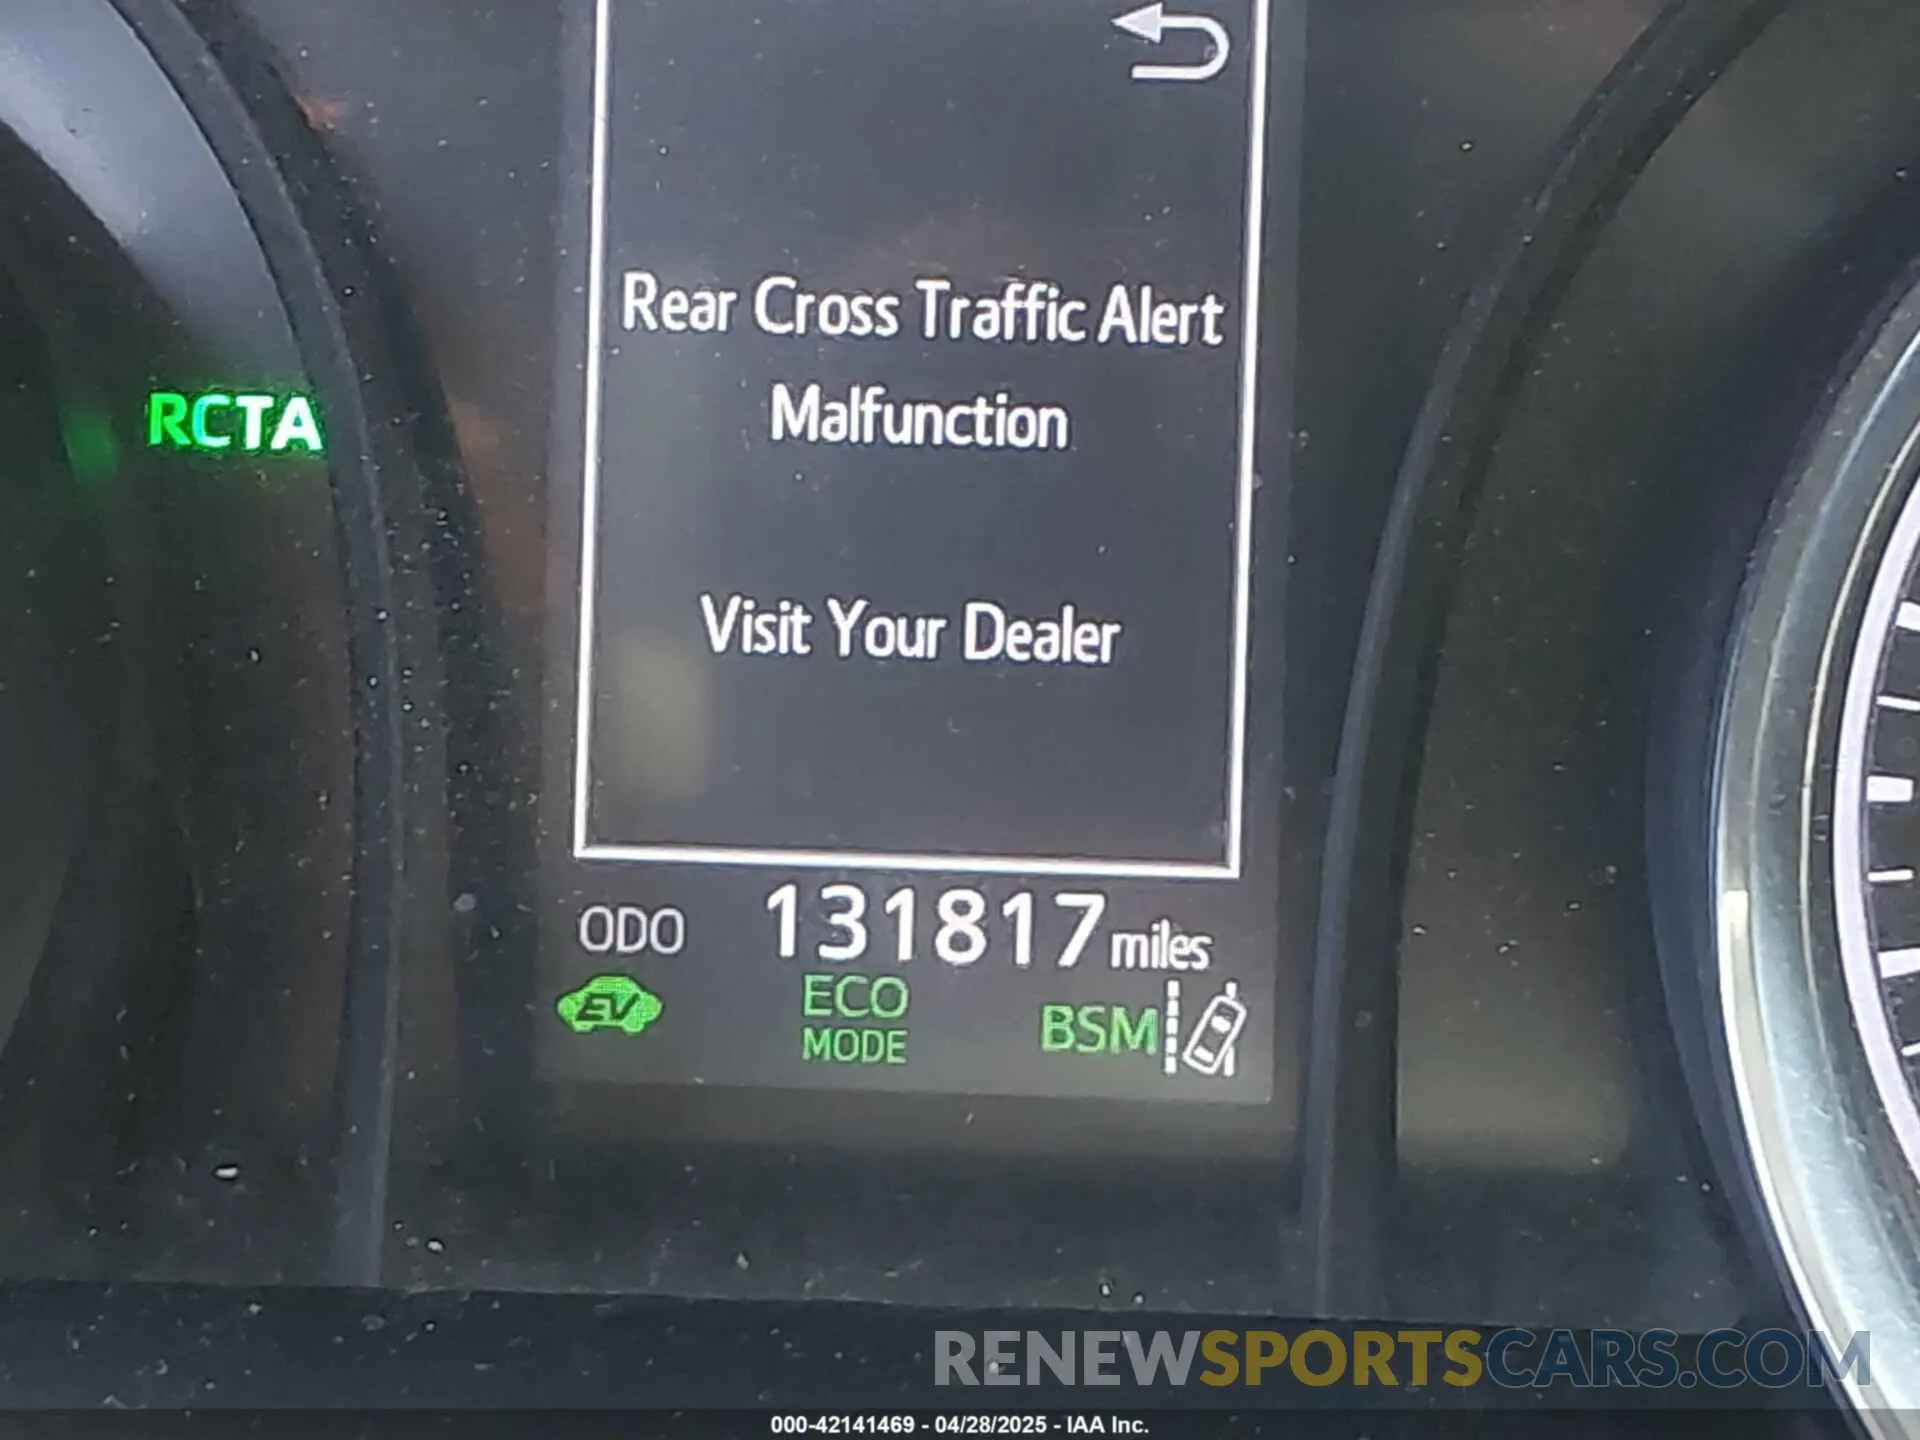 Rear Cross Traffic Alert
Malfunction
RCTA
Visit Your Dealer
ODO 131817 miles
EV ECO MODE BSM
RENEWSPORTSCARS.COM
000-42141469 - 04/28/2025 - IAA Inc.